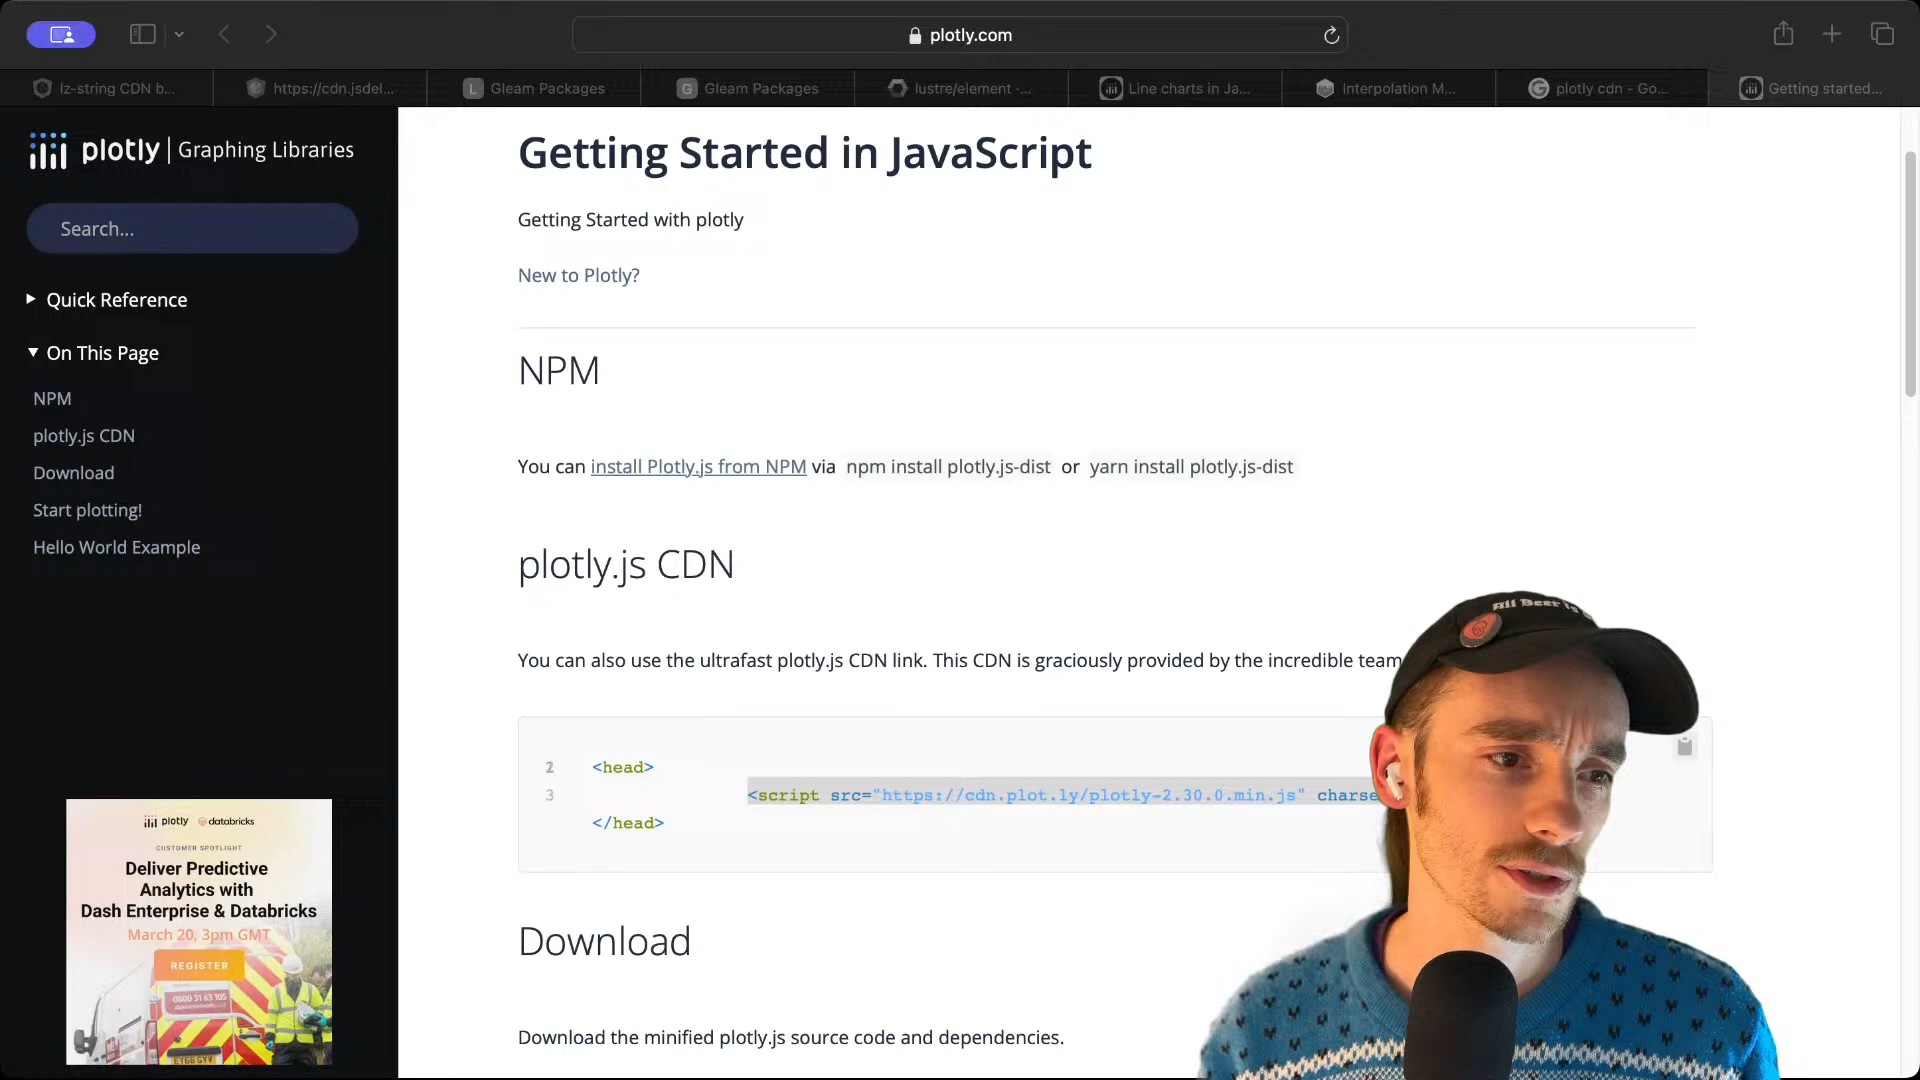 plotly.com
lz-string CDN b...
https://cdn.jsdel...
L Gleam Packages
G Gleam Packages
lustre/element ·...
Line charts in Ja...
Interpolation M...
G plotly cdn - Go...
Getting started...
plotly | Graphing Libraries
Search...
Quick Reference
On This Page
NPM
plotly.js CDN
Download
Start plotting!
Hello World Example
plotly databricks
CUSTOMER SPOTLIGHT
Deliver Predictive
Analytics with
Dash Enterprise & Databricks
March 20, 3pm GMT
REGISTER
0800 31 63 105
Getting Started in JavaScript
Getting Started with plotly
New to Plotly?
NPM
You can install Plotly.js from NPM via npm install plotly.js-dist or yarn install plotly.js-dist
plotly.js CDN
You can also use the ultrafast plotly.js CDN link. This CDN is graciously provided by the incredible team
2 <head>
3 <script src="https://cdn.plot.ly/plotly-2.30.0.min.js" charse
</head>
Download
Download the minified plotly.js source code and dependencies.
All Beer is